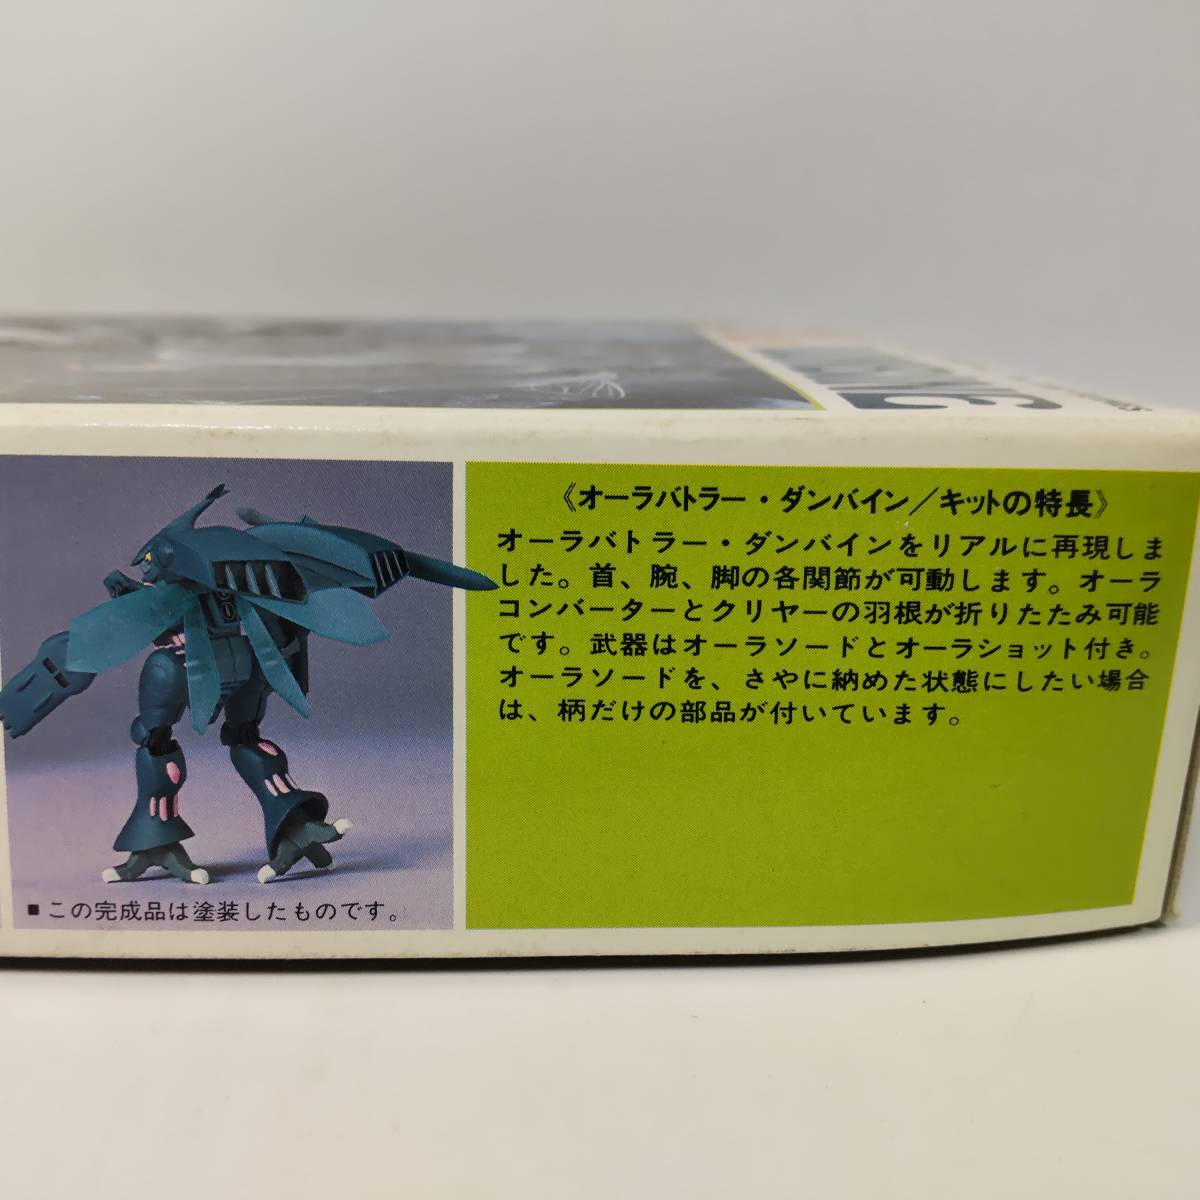 《オーラバトラー・ダンバイン／キットの特長》
オーラバトラー・ダンバインをリアルに再現しま
した。首、腕、脚の各関節が可動します。オーラ
コンバーターとクリヤーの羽根が折りたたみ可能
です。武器はオーラソードとオーラショット付き。
オーラソードを、さやに納めた状態にしたい場合
は、柄だけの部品が付いています。
■この完成品は塗装したものです。